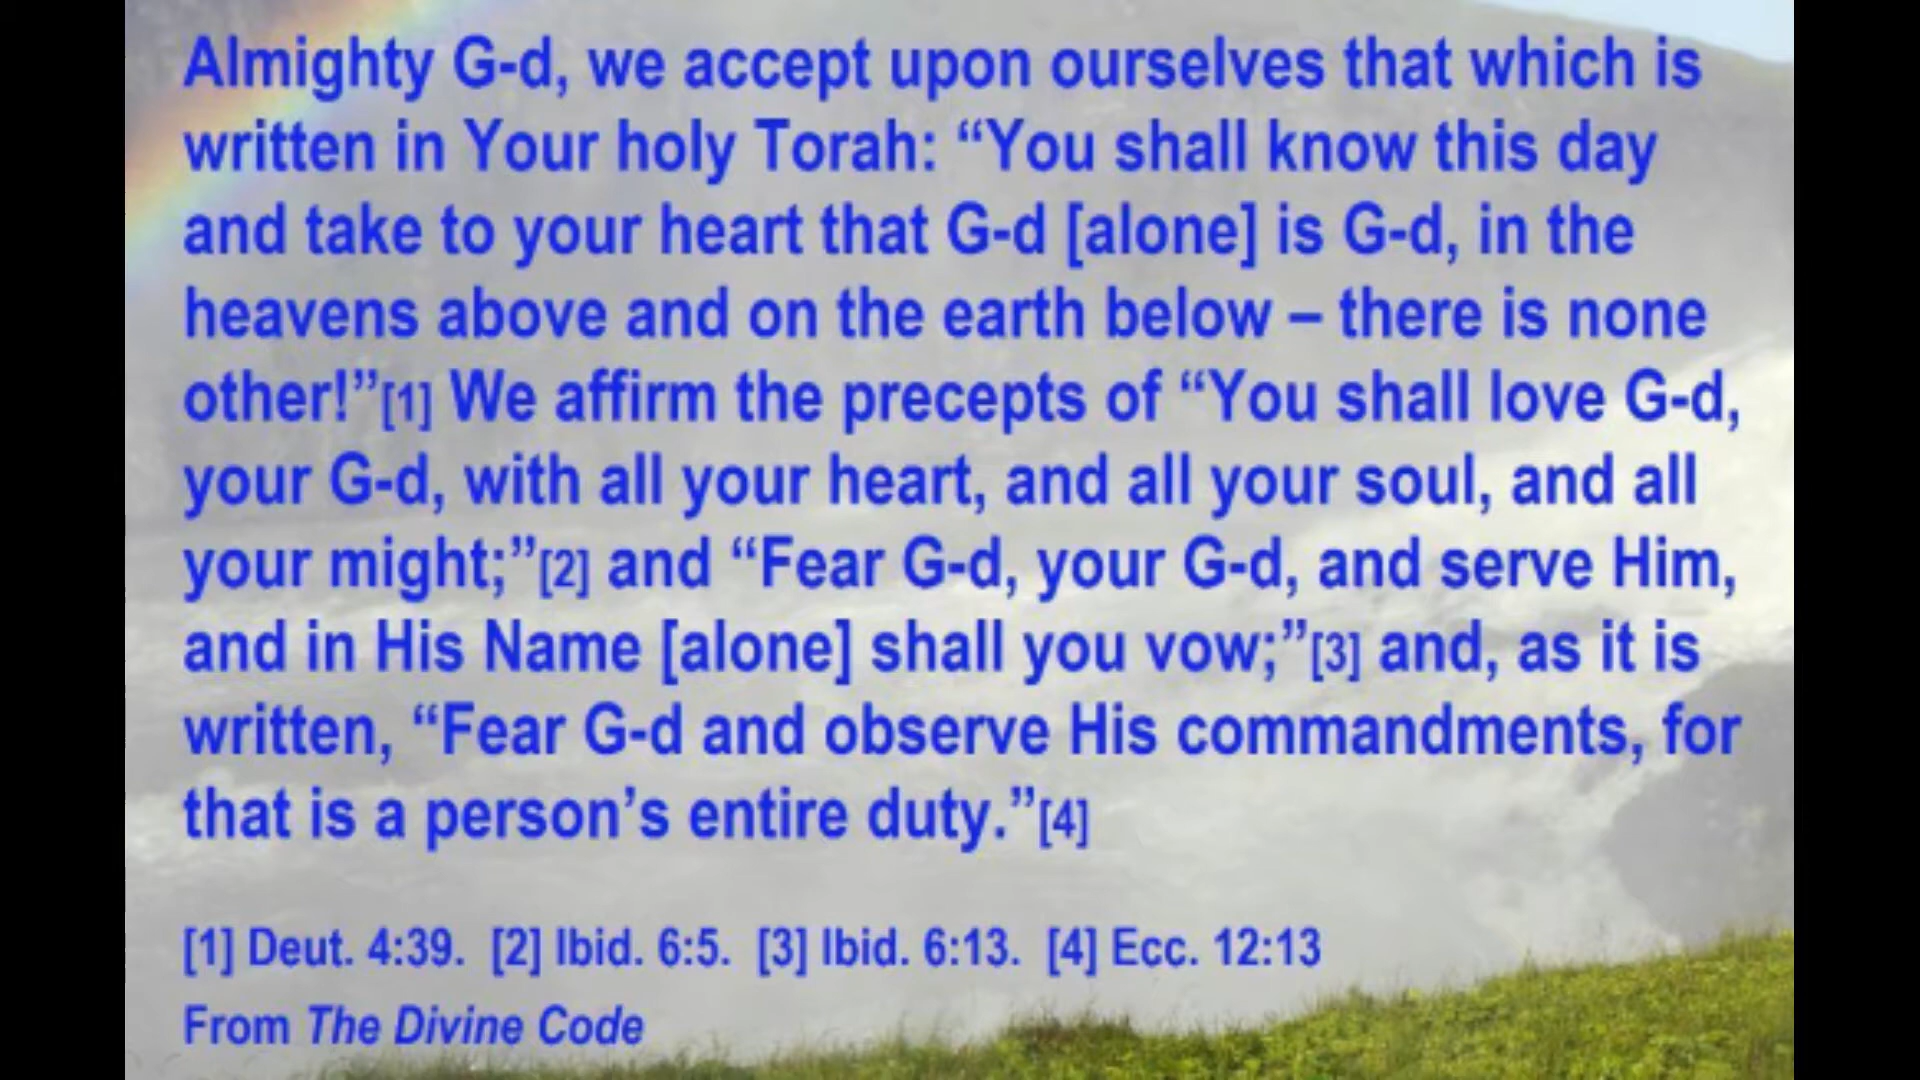 Almighty G-d, we accept upon ourselves that which is
written in Your holy Torah: “You shall know this day
and take to your heart that G-d [alone] is G-d, in the
heavens above and on the earth below – there is none
other!”[1] We affirm the precepts of “You shall love G-d,
your G-d, with all your heart, and all your soul, and all
your might;”[2] and “Fear G-d, your G-d, and serve Him,
and in His Name [alone] shall you vow;”[3] and, as it is
written, “Fear G-d and observe His commandments, for
that is a person’s entire duty.”[4]
[1] Deut. 4:39. [2] Ibid. 6:5. [3] Ibid. 6:13. [4] Ecc. 12:13
From The Divine Code